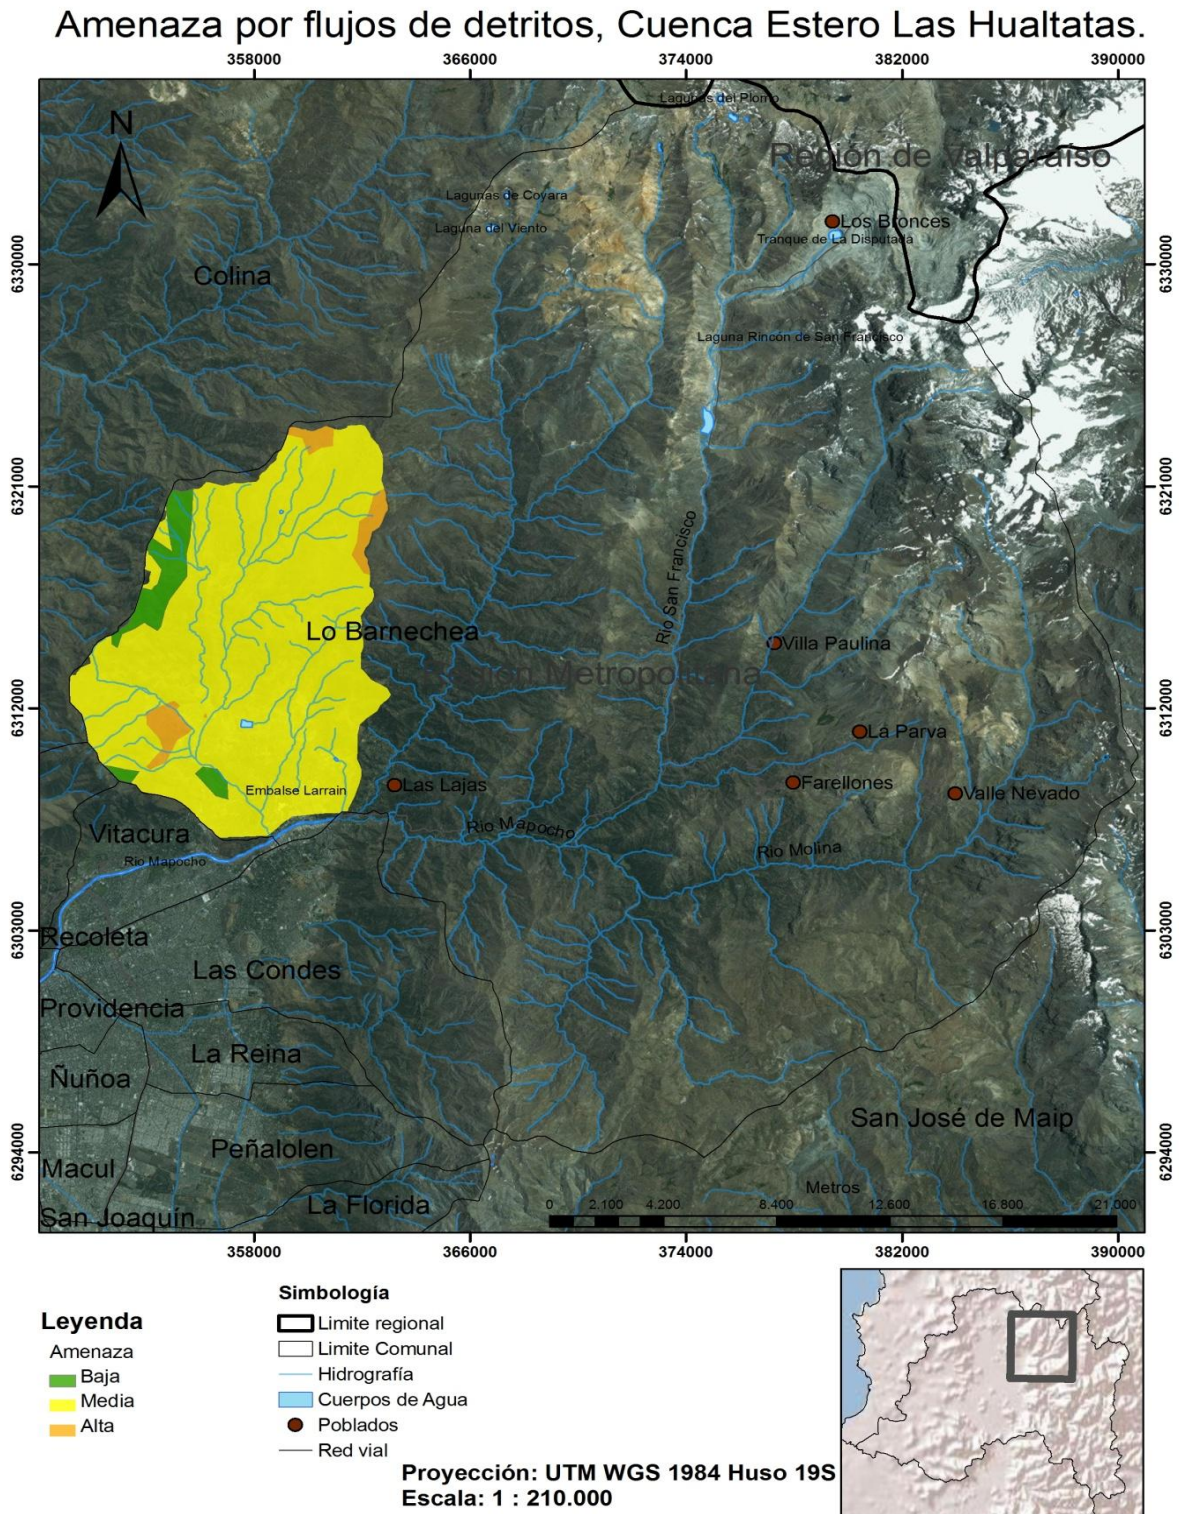 Amenaza por flujos de detritos, Cuenca Estero Las Hualtatas.
358000
366000
374000
382000
390000
N
Lagunas del Plomo
Región de Valparaíso
Lagunas de Coyara
Laguna del Viento
Los Bronces
Tranque de La Disputada
6330000
6330000
Colina
Laguna Rincón de San Francisco
6321000
6321000
Rio San Francisco
Lo Barnechea
Villa Paulina
Región Metropolitana
6312000
6312000
La Parva
Las Lajas
Farellones
Embalse Larrain
Valle Nevado
Vitacura
Rio Mapocho
Rio Molina
Rio Mapocho
6303000
6303000
Recoleta
Las Condes
Providencia
La Reina
Ñuñoa
San José de Maip
Peñalolen
6294000
6294000
Macul
Metros
La Florida
San Joaquín
0
2.100
4.200
8.400
12.600
16.800
21.000
358000
366000
374000
382000
390000
Leyenda
Amenaza
Baja
Media
Alta
Simbología
Limite regional
Limite Comunal
Hidrografía
Cuerpos de Agua
Poblados
Red vial
Proyección: UTM WGS 1984 Huso 19S
Escala: 1 : 210.000